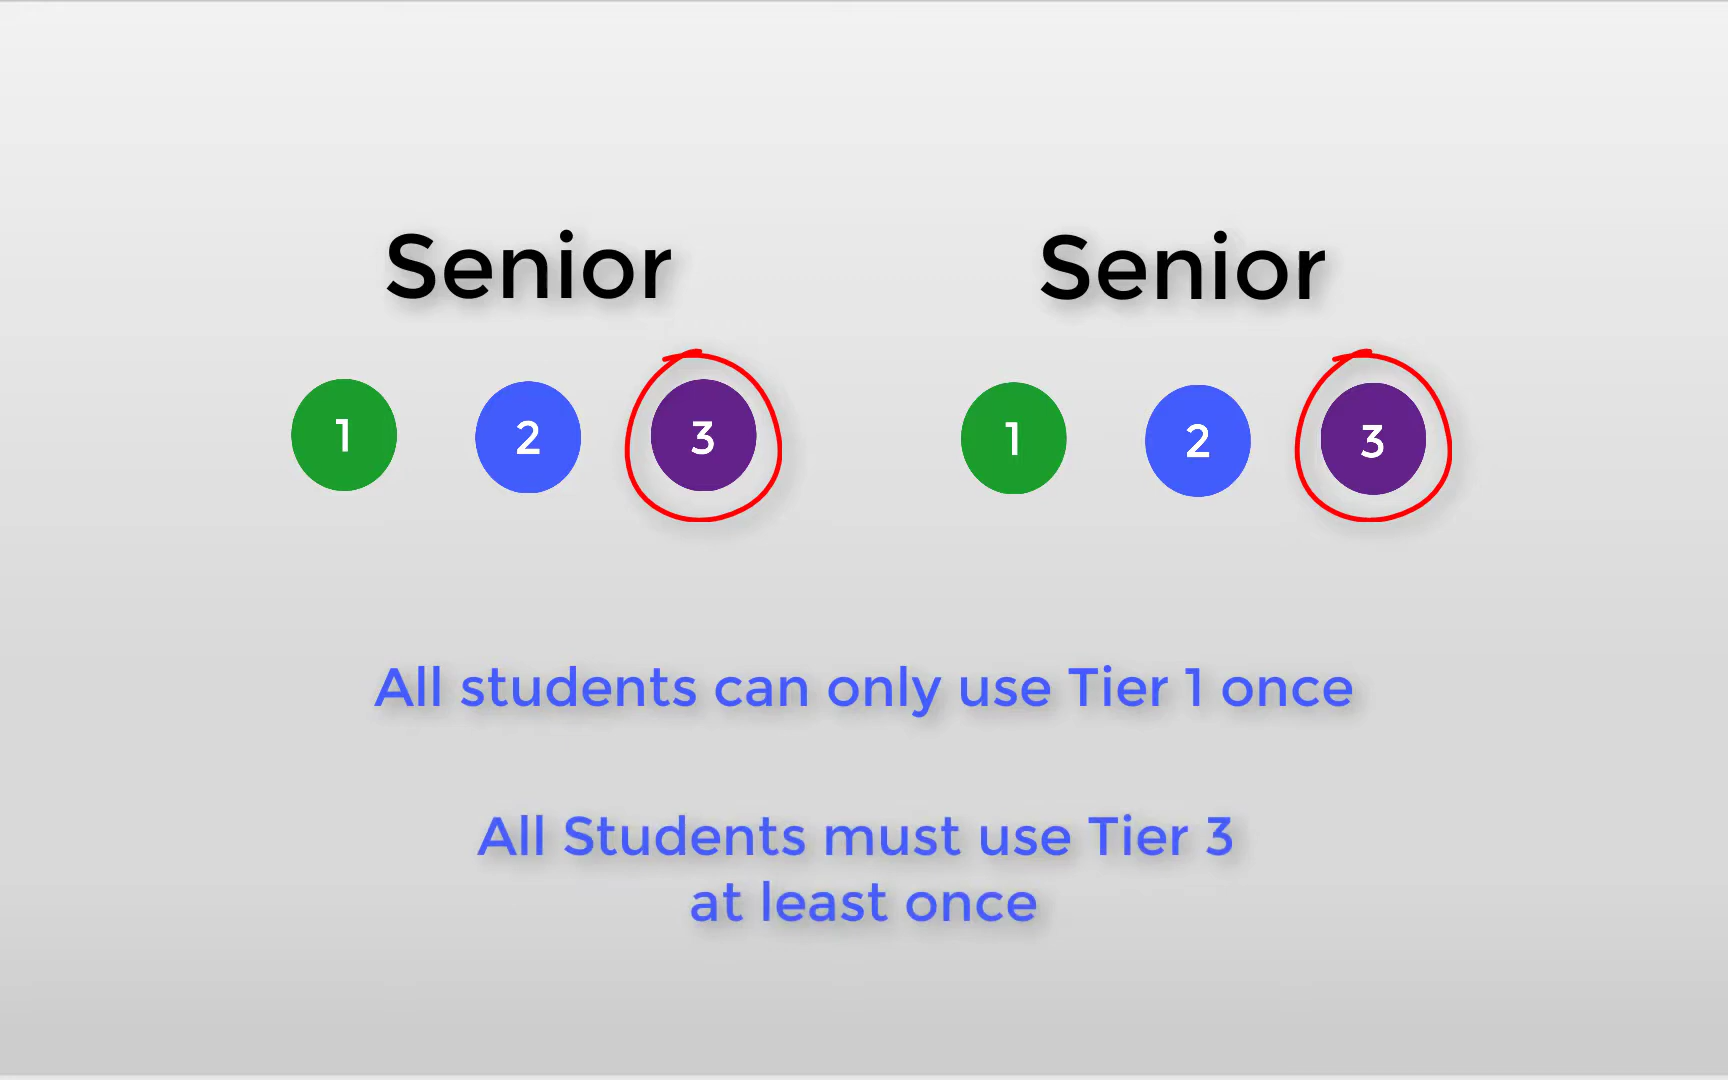 Senior Senior
1 2 3 1 2 3
All students can only use Tier 1 once
All Students must use Tier 3
at least once